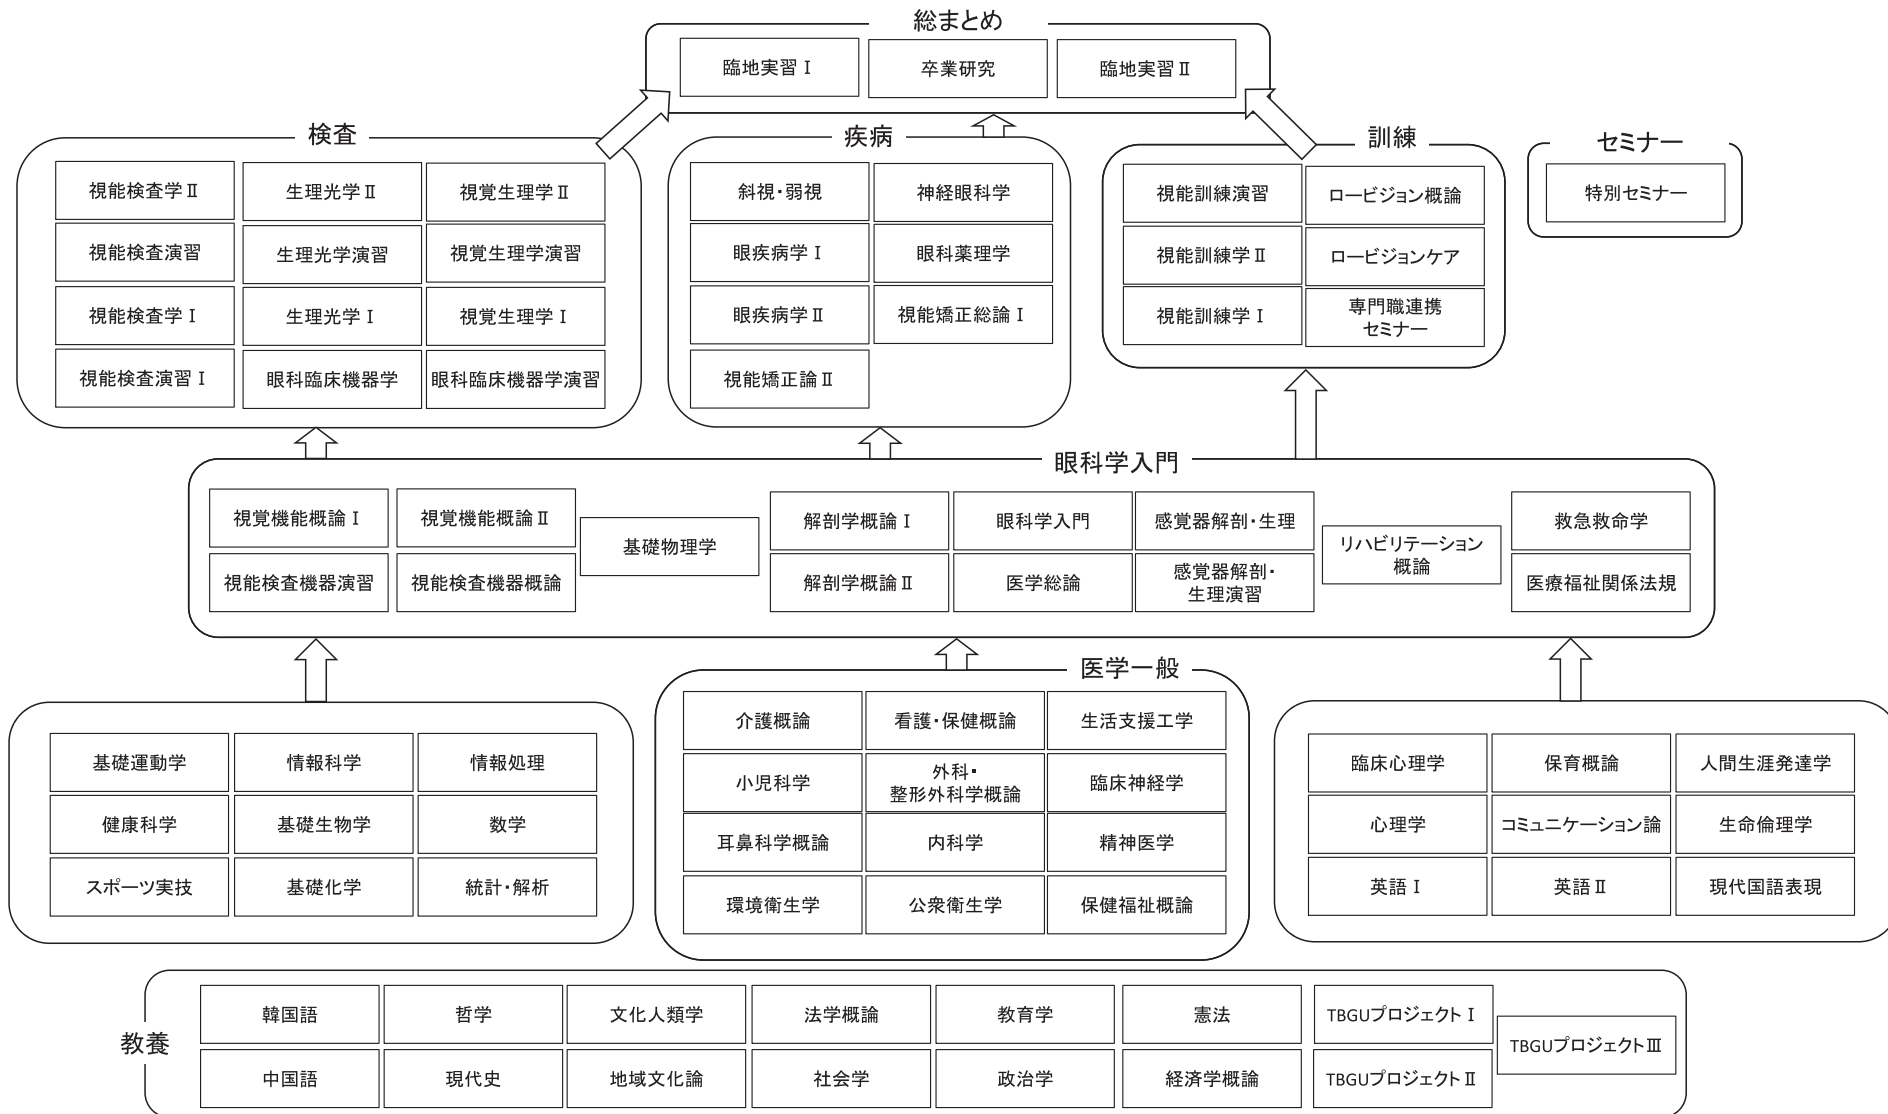 総まとめ
臨地実習Ⅰ
卒業研究
臨地実習Ⅱ
検査
視能検査学Ⅱ
生理光学Ⅱ
視覚生理学Ⅱ
視能検査演習
生理光学演習
視覚生理学演習
視能検査学Ⅰ
生理光学Ⅰ
視覚生理学Ⅰ
視能検査演習Ⅰ
眼科臨床機器学
眼科臨床機器学演習
疾病
斜視・弱視
神経眼科学
眼疾病学Ⅰ
眼科薬理学
眼疾病学Ⅱ
視能矯正総論Ⅰ
視能矯正論Ⅱ
訓練
視能訓練演習
ロービジョン概論
視能訓練学Ⅱ
ロービジョンケア
視能訓練学Ⅰ
専門職連携
セミナー
セミナー
特別セミナー
眼科学入門
視覚機能概論Ⅰ
視覚機能概論Ⅱ
視能検査機器演習
視能検査機器概論
基礎物理学
解剖学概論Ⅰ
眼科学入門
感覚器解剖・生理
解剖学概論Ⅱ
医学総論
感覚器解剖・
生理演習
リハビリテーション
概論
救急救命学
医療福祉関係法規
基礎運動学
情報科学
情報処理
健康科学
基礎生物学
数学
スポーツ実技
基礎化学
統計・解析
医学一般
介護概論
看護・保健概論
生活支援工学
小児科学
外科・
整形外科学概論
臨床神経学
耳鼻科学概論
内科学
精神医学
環境衛生学
公衆衛生学
保健福祉概論
臨床心理学
保育概論
人間生涯発達学
心理学
コミュニケーション論
生命倫理学
英語Ⅰ
英語Ⅱ
現代国語表現
教養
韓国語
哲学
文化人類学
法学概論
教育学
憲法
TBGUプロジェクトⅠ
中国語
現代史
地域文化論
社会学
政治学
経済学概論
TBGUプロジェクトⅡ
TBGUプロジェクトⅢ